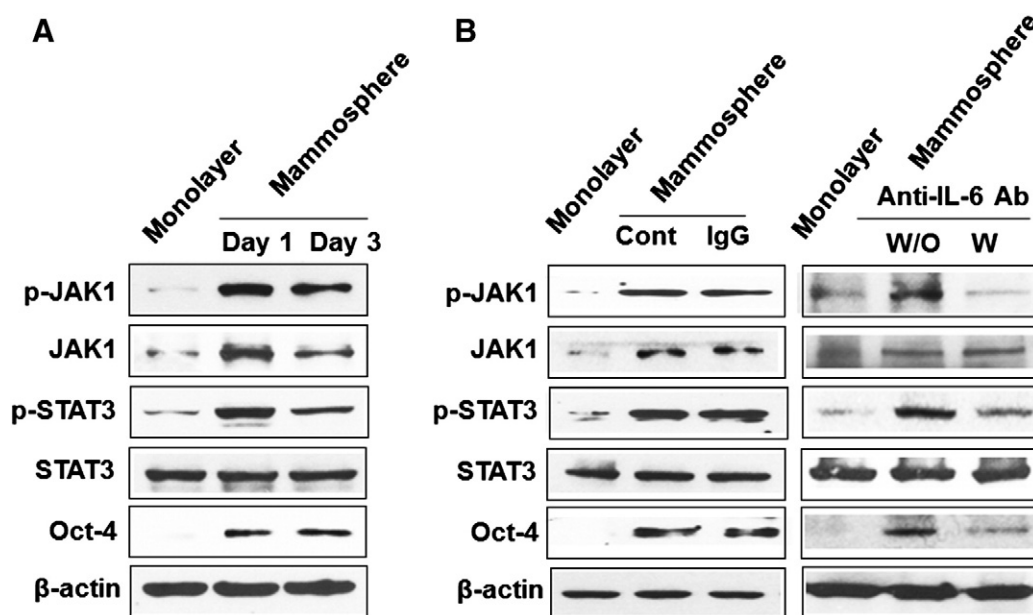 A
Monolayer
Mammosphere
Day 1 Day 3
p-JAK1
JAK1
p-STAT3
STAT3
Oct-4
β-actin
B
Monolayer
Mammosphere
Cont IgG
Monolayer
Mammosphere
Anti-IL-6 Ab
W/O W
p-JAK1
JAK1
p-STAT3
STAT3
Oct-4
β-actin